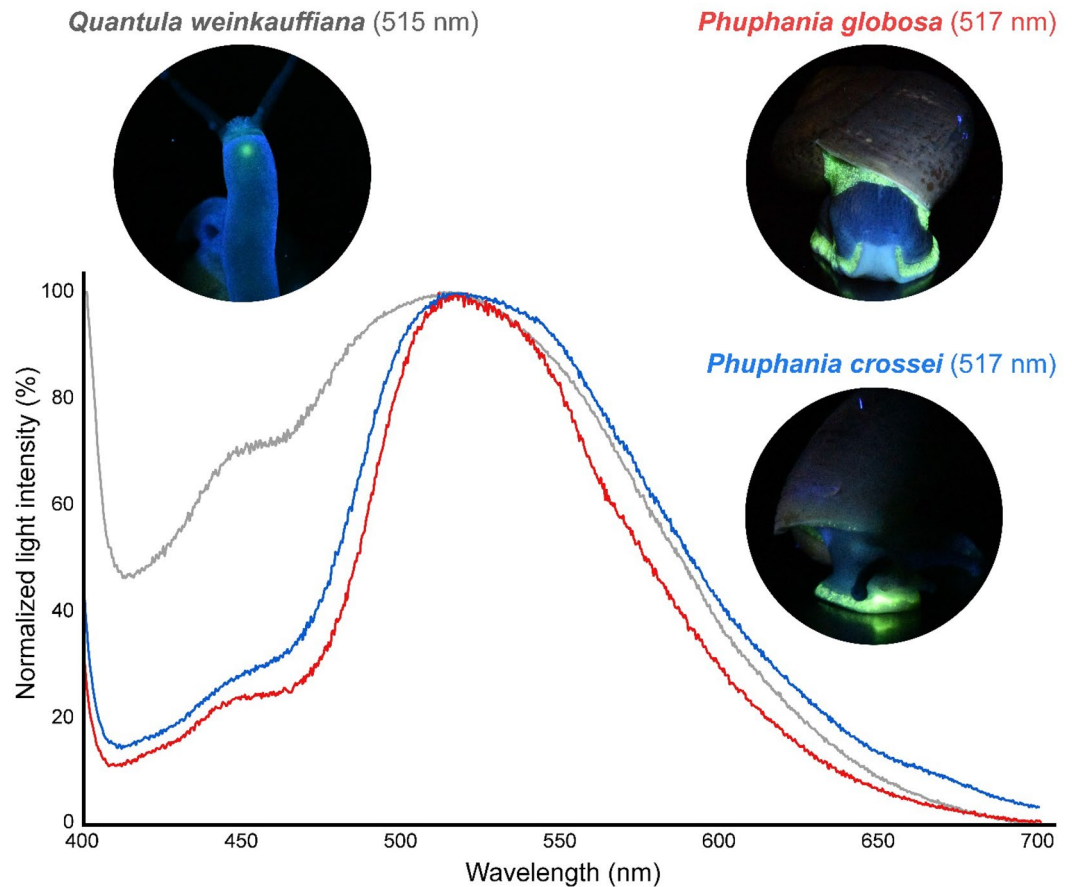 Quantula weinkauffiana (515 nm)
Phuphania globosa (517 nm)
Phuphania crossei (517 nm)
Normalized light intensity (%)
100
80
60
40
20
0
400 450 500 550 600 650 700
Wavelength (nm)